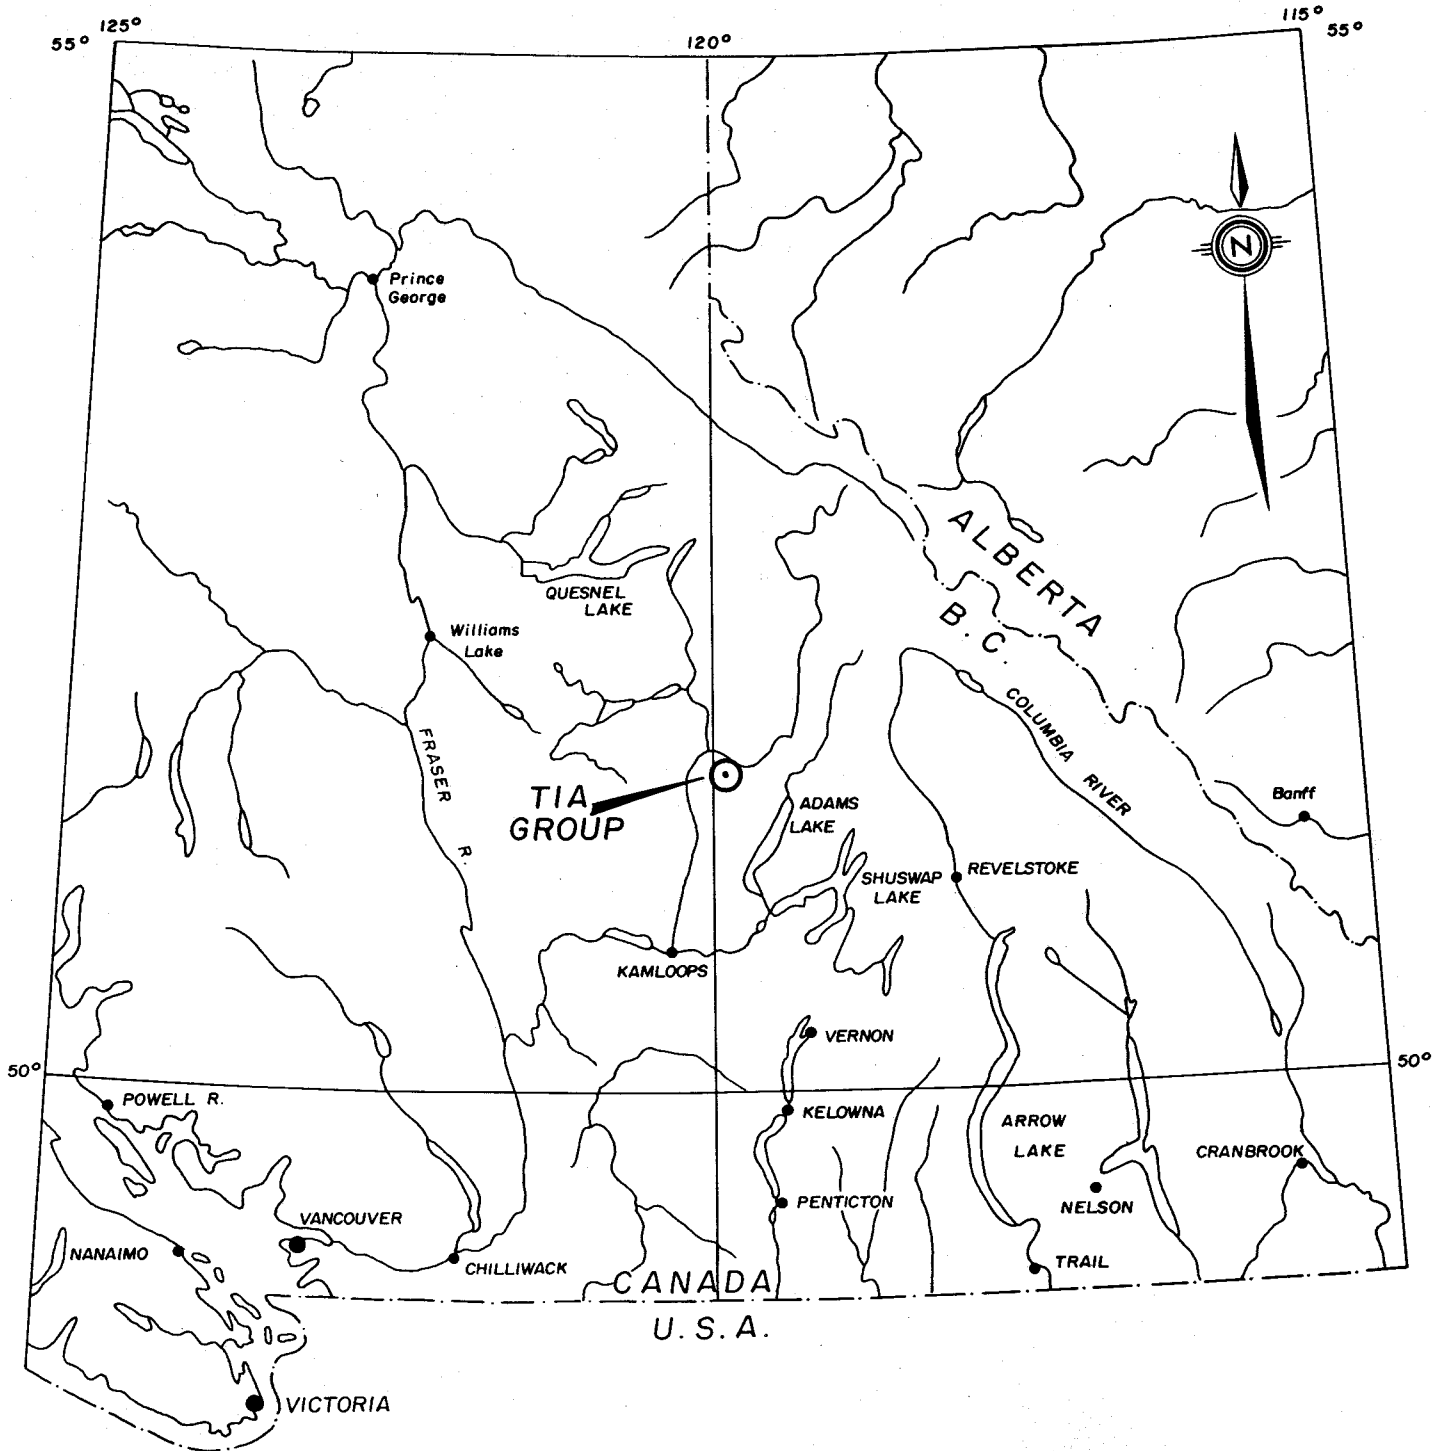 125°
115°
55°
120°
55°
N
Prince
George
ALBERTA
B.C.
QUESNEL
LAKE
Williams
Lake
COLUMBIA RIVER
FRASER R.
TIA
GROUP
ADAMS
LAKE
Banff
SHUSWAP
LAKE
REVELSTOKE
KAMLOOPS
VERNON
50°
50°
POWELL R.
KELOWNA
ARROW
LAKE
CRANBROOK
PENTICTON
NELSON
VANCOUVER
NANAIMO
CHILLIWACK
TRAIL
CANADA
U.S.A.
VICTORIA